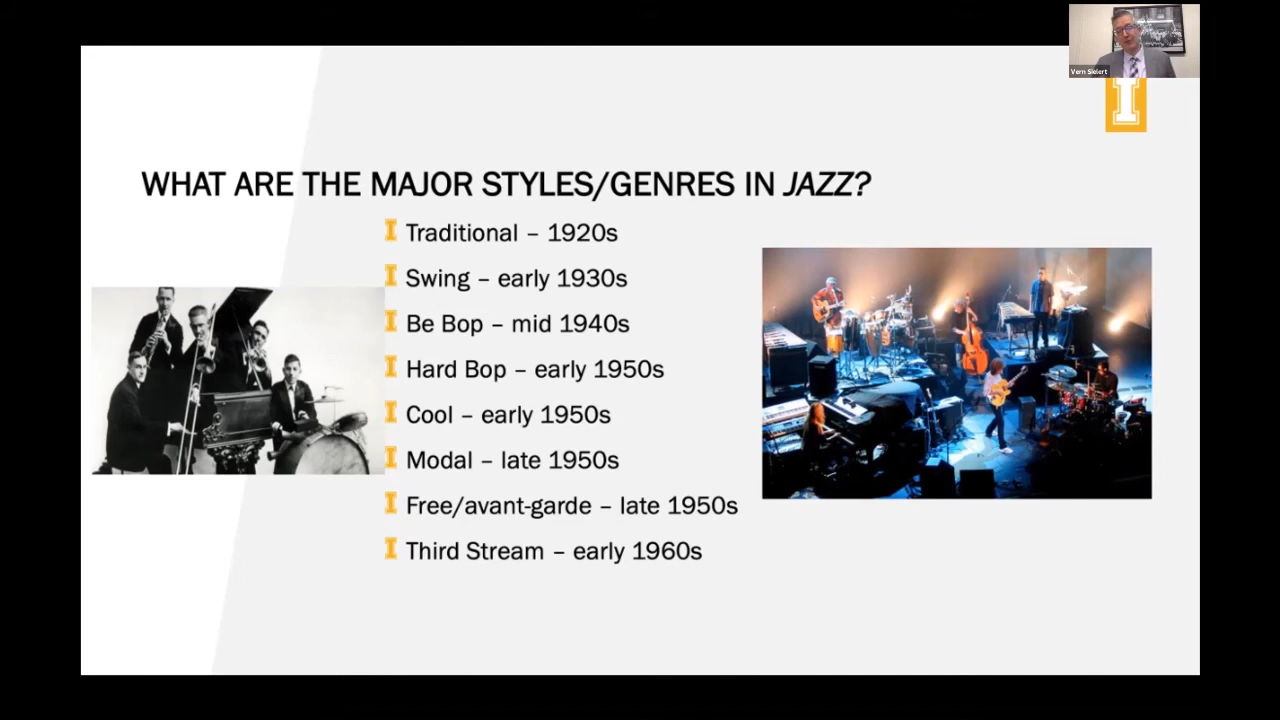 Vern Sielert
I
WHAT ARE THE MAJOR STYLES/GENRES IN JAZZ?
I Traditional – 1920s
I Swing – early 1930s
I Be Bop – mid 1940s
I Hard Bop – early 1950s
I Cool – early 1950s
I Modal – late 1950s
I Free/avant-garde – late 1950s
I Third Stream – early 1960s